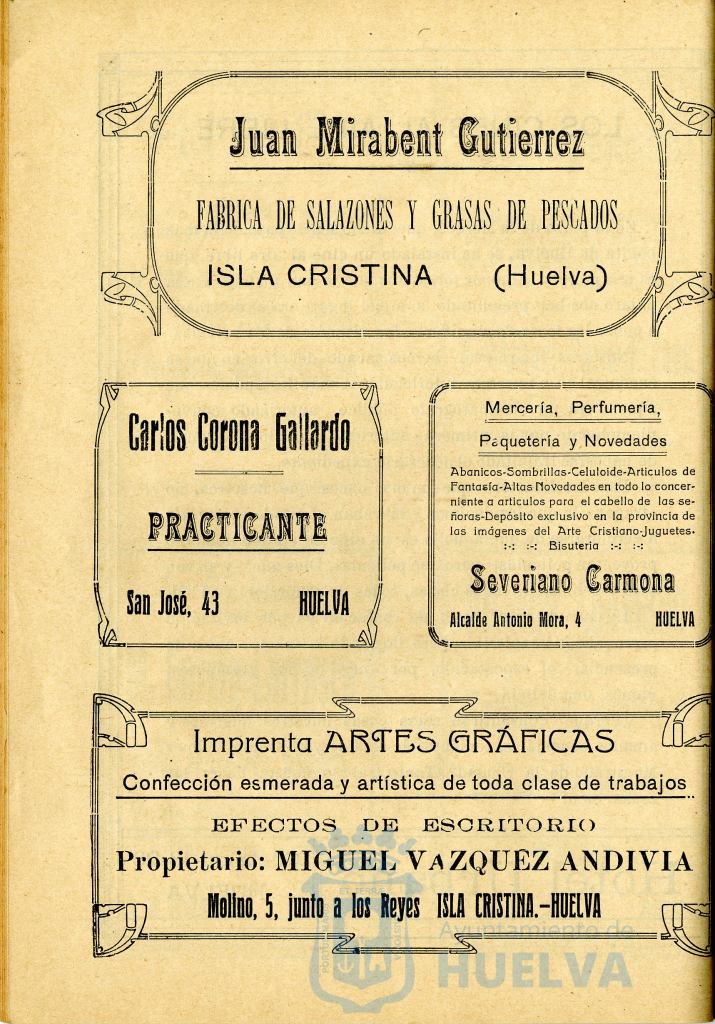 Juan Mirabent Gutierrez
FABRICA DE SALAZONES Y GRASAS DE PESCADOS
ISLA CRISTINA (Huelva)
Carlos Corona Gallardo
PRACTICANTE
San José, 43 HUELVA
Mercería, Perfumería,
Paquetería y Novedades
Abanicos-Sombrillas-Celuloide-Articulos de
Fantasía-Altas Novedades en todo lo concer-
niente a articulos para el cabello de las se-
ñoras-Depósito exclusivo en la provincia de
las imágenes del Arte Cristiano-Juguetes-
:-: :-: Bisuteria :-: :-:
Severiano Carmona
Alcalde Antonio Mora, 4 HUELVA
Imprenta ARTES GRÁFICAS
Confección esmerada y artística de toda clase de trabajos
EFECTOS DE ESCRITORIO
Propietario: MIGUEL VAZQUEZ ANDIVIA
Molino, 5, junto a los Reyes ISLA CRISTINA.-HUELVA
Ayuntamiento de
HUELVA